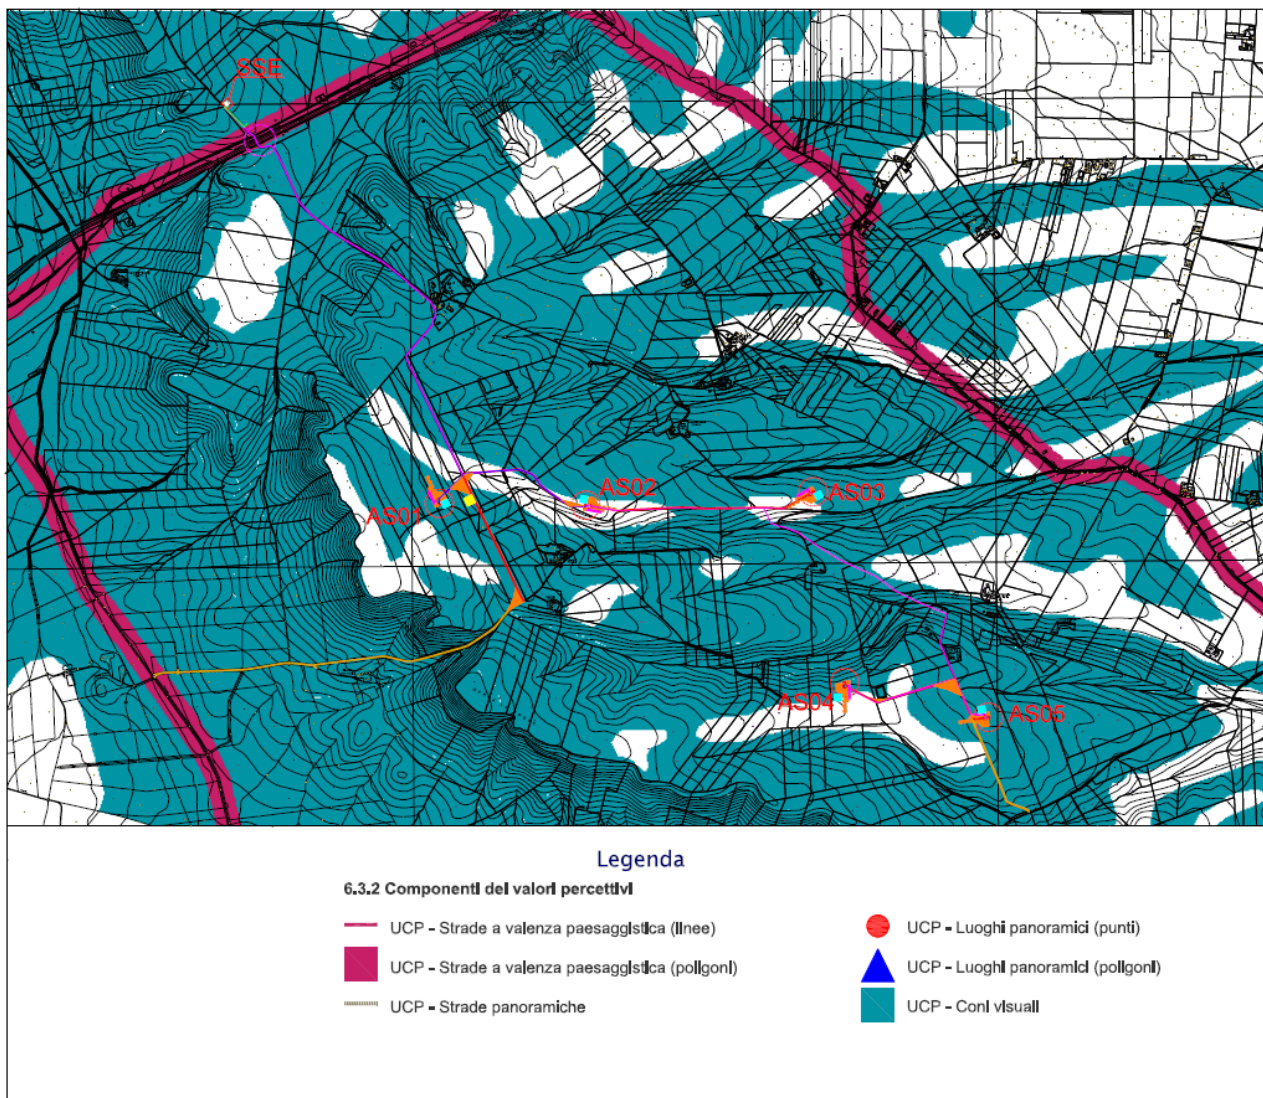 SSE
AS02
AS03
AS01
AS04
AS05
Legenda
6.3.2 Componenti dei valori percettivi
UCP - Strade a valenza paesaggistica (linee)
UCP - Strade a valenza paesaggistica (poligoni)
UCP - Strade panoramiche
UCP - Luoghi panoramici (punti)
UCP - Luoghi panoramici (poligoni)
UCP - Coni visuali